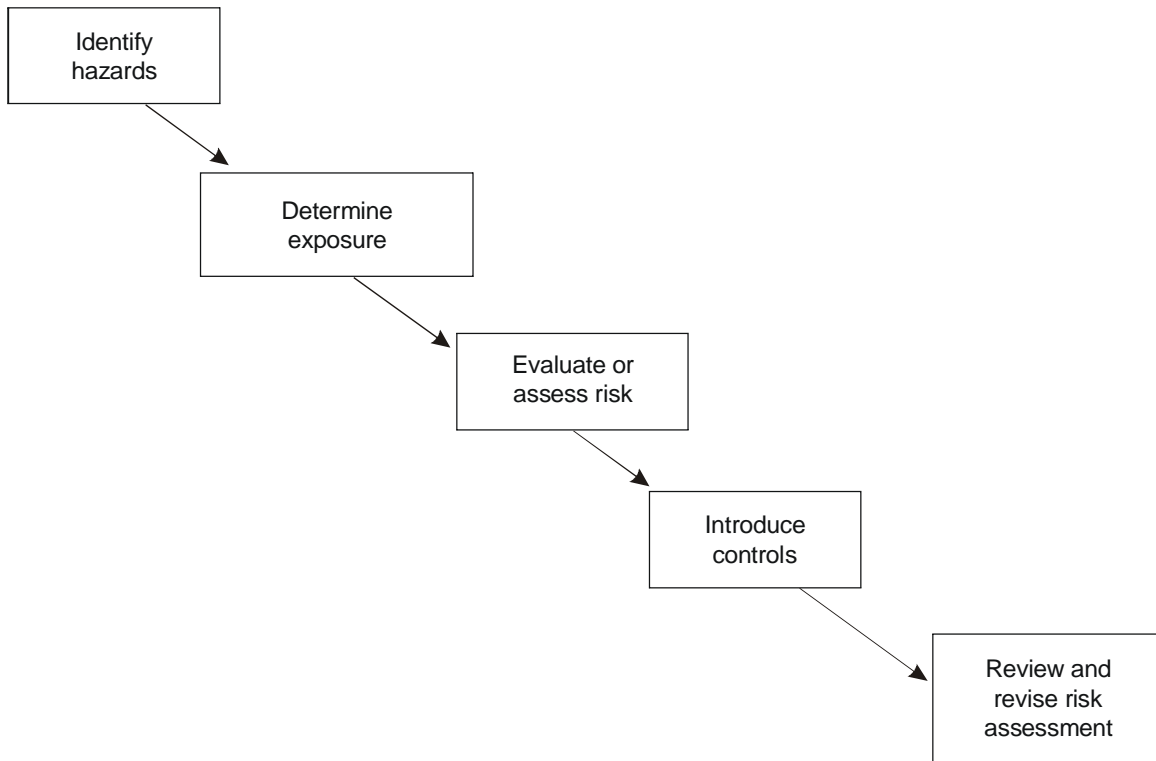 Identify
hazards
Determine
exposure
Evaluate or
assess risk
Introduce
controls
Review and
revise risk
assessment